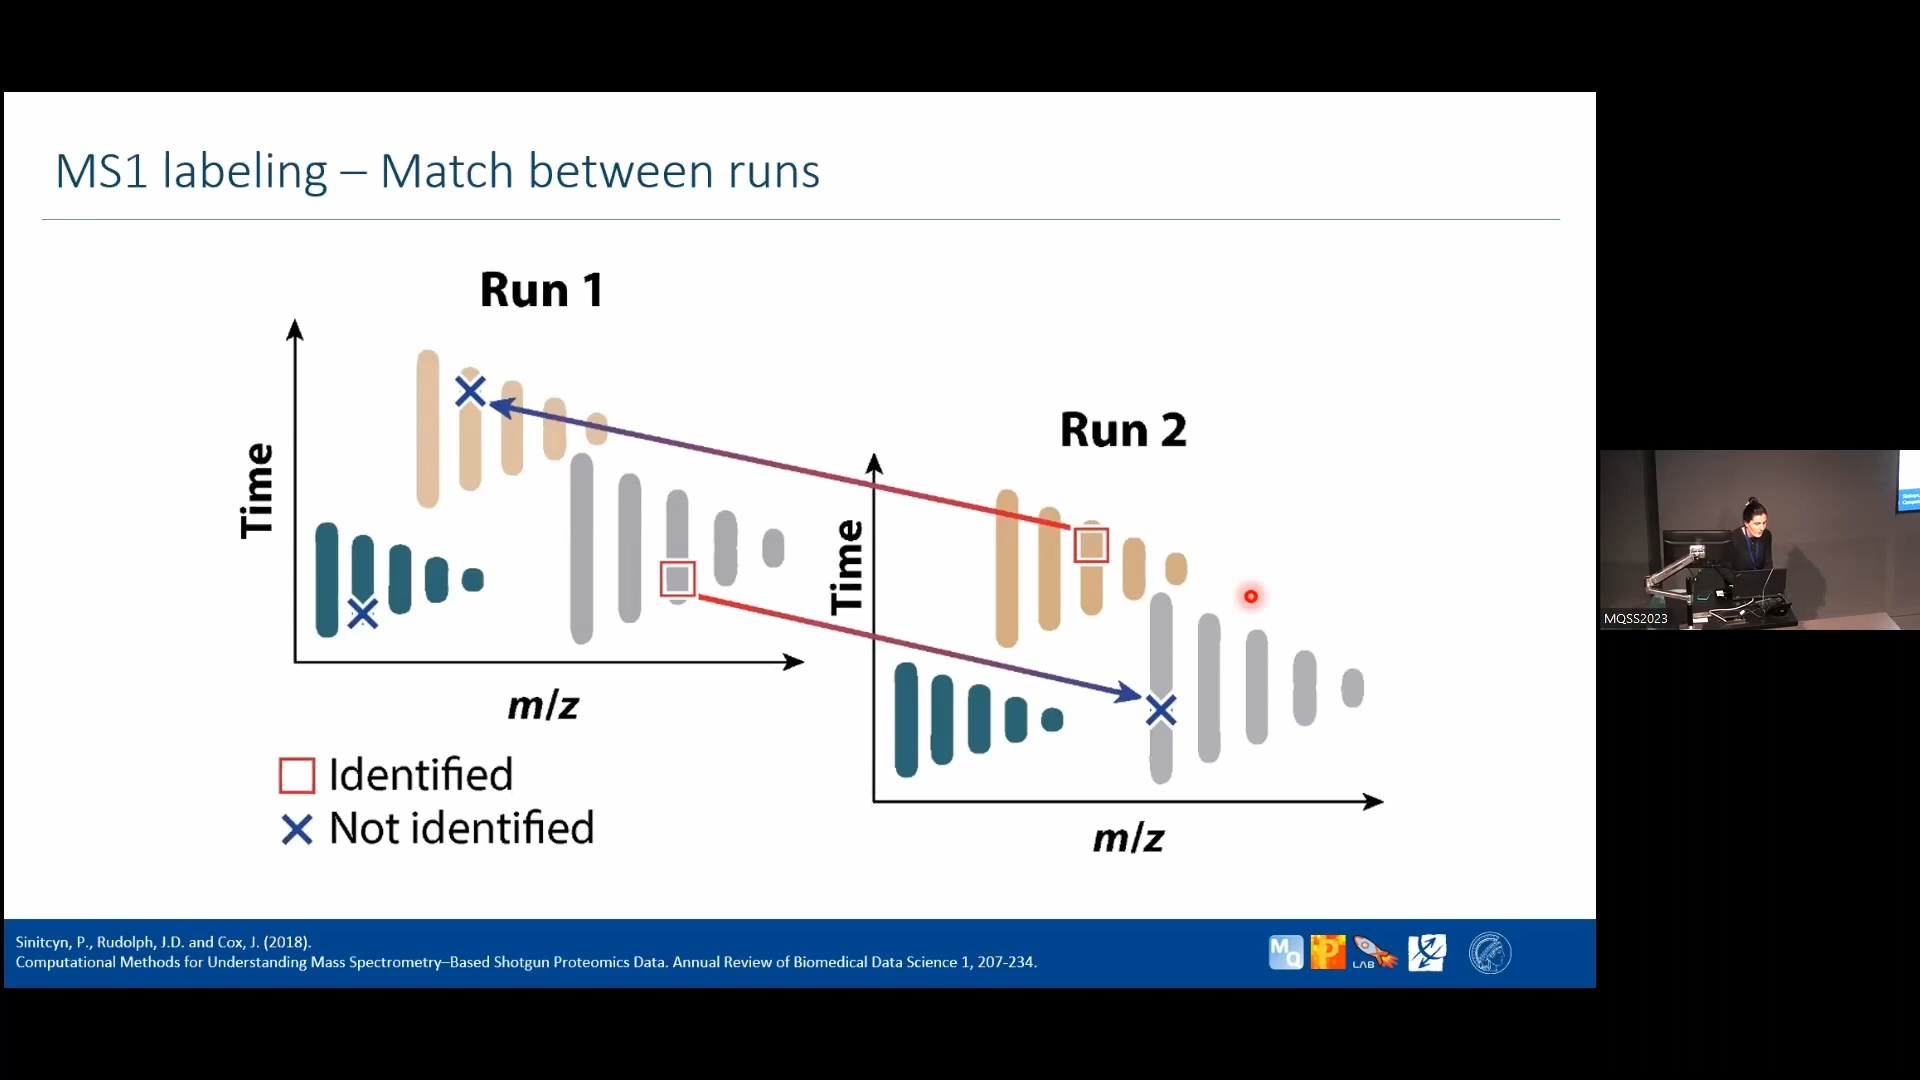 MS1 labeling – Match between runs
Run 1
Time
m/z
Run 2
Time
m/z
Identified
Not identified
Sinitcyn, P., Rudolph, J.D. and Cox, J. (2018).
Computational Methods for Understanding Mass Spectrometry–Based Shotgun Proteomics Data. Annual Review of Biomedical Data Science 1, 207-234.
MQ
P
LAB
MQSS2023